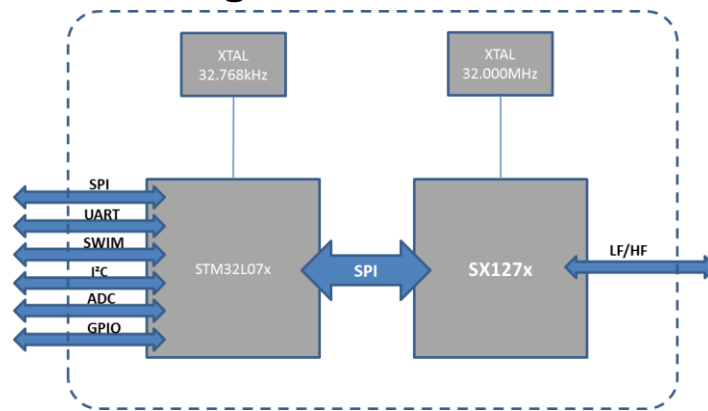 XTAL
32.768kHz
XTAL
32.000MHz
SPI
UART
SWIM
I²C
ADC
GPIO
STM32L07x
SPI
SX127x
LF/HF